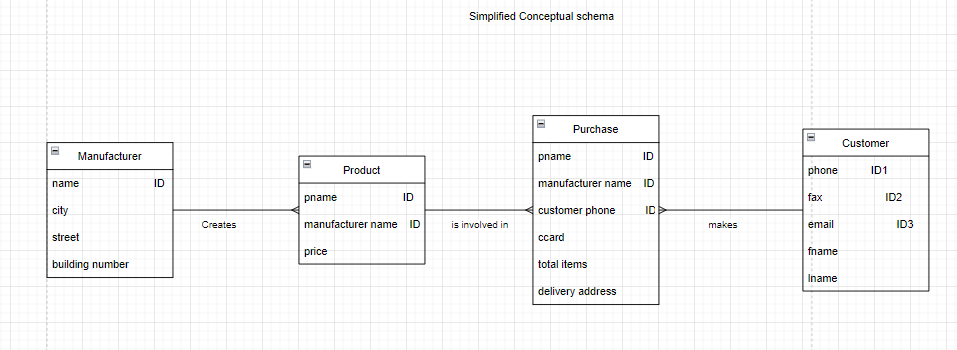 Simplified Conceptual schema
Manufacturer
name ID
city
street
building number
Creates
Product
pname ID
manufacturer name ID
price
is involved in
Purchase
pname ID
manufacturer name ID
customer phone ID
ccard
total items
delivery address
makes
Customer
phone ID1
fax ID2
email ID3
fname
lname